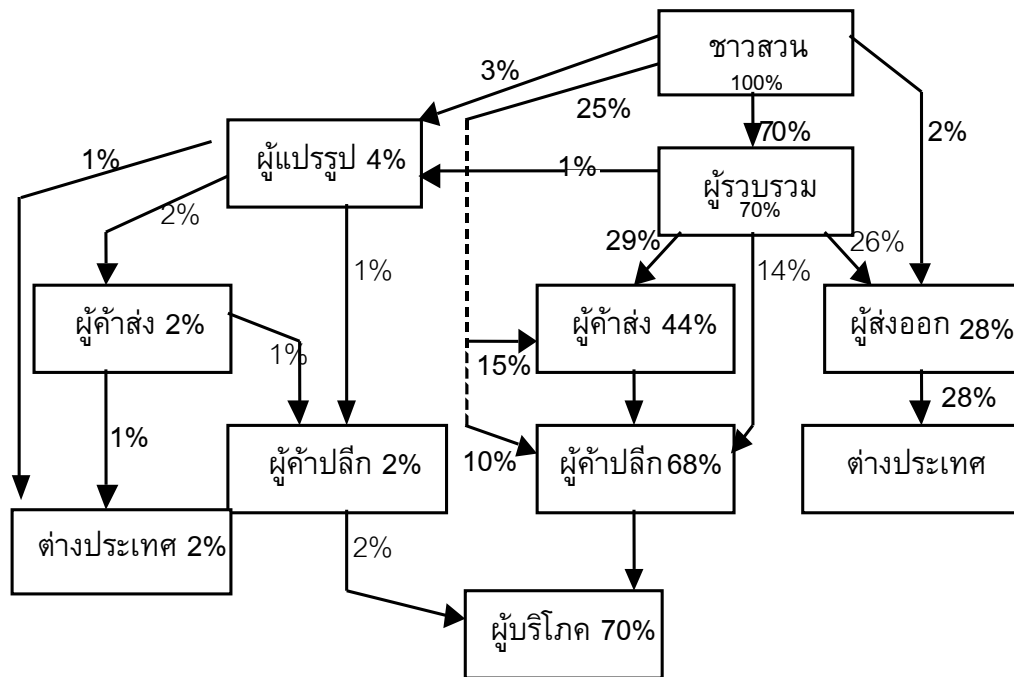 ชาวสวน
100%
3%
25%
70%
2%
1%
ผู้แปรรูป 4%
1%
ผู้รวบรวม
70%
2%
29%
26%
1%
14%
ผู้ค้าส่ง 2%
ผู้ค้าส่ง 44%
ผู้ส่งออก 28%
1%
15%
28%
1%
ผู้ค้าปลีก 2%
10%
ผู้ค้าปลีก 68%
ต่างประเทศ
ต่างประเทศ 2%
2%
ผู้บริโภค 70%